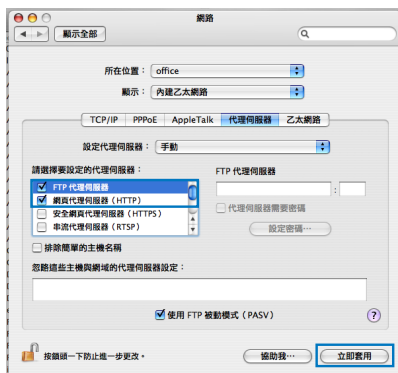 網路
顯示全部
所在位置： office
顯示： 內建乙太網路
TCP/IP PPPoE AppleTalk 代理伺服器 乙太網路
設定代理伺服器： 手動
請選擇要設定的代理伺服器： FTP 代理伺服器
FTP 代理伺服器
網頁代理伺服器 (HTTP) :
安全網頁代理伺服器 (HTTPS) 代理伺服器需要密碼
串流代理伺服器 (RTSP) 設定密碼…
排除簡單的主機名稱
忽略這些主機與網域的代理伺服器設定：
使用 FTP 被動模式 (PASV) ?
按鎖頭一下防止進一步更改。 協助我… 立即套用